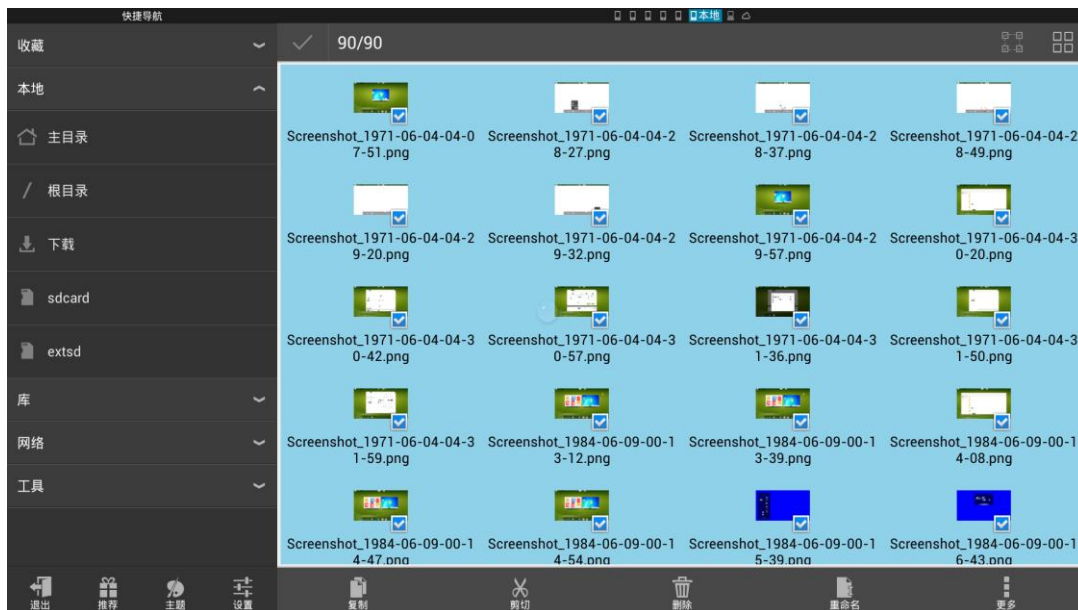 快捷导航
本地
收藏
90/90
本地
主目录
根目录
下载
sdcard
extsd
库
网络
工具
Screenshot_1971-06-04-04-0
7-51.png
Screenshot_1971-06-04-04-2
8-27.png
Screenshot_1971-06-04-04-2
8-37.png
Screenshot_1971-06-04-04-2
8-49.png
Screenshot_1971-06-04-04-2
9-20.png
Screenshot_1971-06-04-04-2
9-32.png
Screenshot_1971-06-04-04-2
9-57.png
Screenshot_1971-06-04-04-3
0-20.png
Screenshot_1971-06-04-04-3
0-42.png
Screenshot_1971-06-04-04-3
0-57.png
Screenshot_1971-06-04-04-3
1-36.png
Screenshot_1971-06-04-04-3
1-50.png
Screenshot_1971-06-04-04-3
1-59.png
Screenshot_1984-06-09-00-1
3-12.png
Screenshot_1984-06-09-00-1
3-39.png
Screenshot_1984-06-09-00-1
4-08.png
Screenshot_1984-06-09-00-1
4-47.png
Screenshot_1984-06-09-00-1
4-54.png
Screenshot_1984-06-09-00-1
5-39.png
Screenshot_1984-06-09-00-1
6-43.png
退出
推荐
主题
设置
复制
剪切
删除
重命名
更多